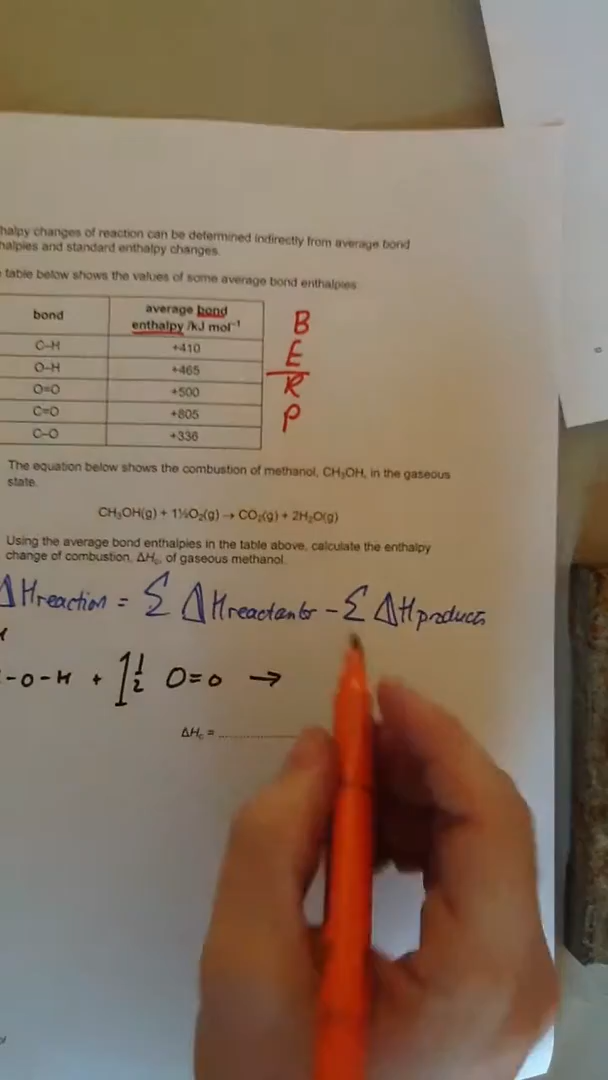 halpy changes of reaction can be determined indirectly from average bond
halpies and standard enthalpy changes.
table below shows the values of some average bond enthalpies
bond average bond enthalpy /kJ mol⁻¹
C–H +410
O–H +465
O=O +500
C=O +805
C–O +336
B
E
R
P
The equation below shows the combustion of methanol, CH₃OH, in the gaseous
state.
CH₃OH(g) + 1½O₂(g) → CO₂(g) + 2H₂O(g)
Using the average bond enthalpies in the table above, calculate the enthalpy
change of combustion, ΔHc, of gaseous methanol.
ΔHreaction = Σ ΔHreactants – Σ ΔHproducts
H
-O-H + 1½ O=O →
ΔHc = ....................